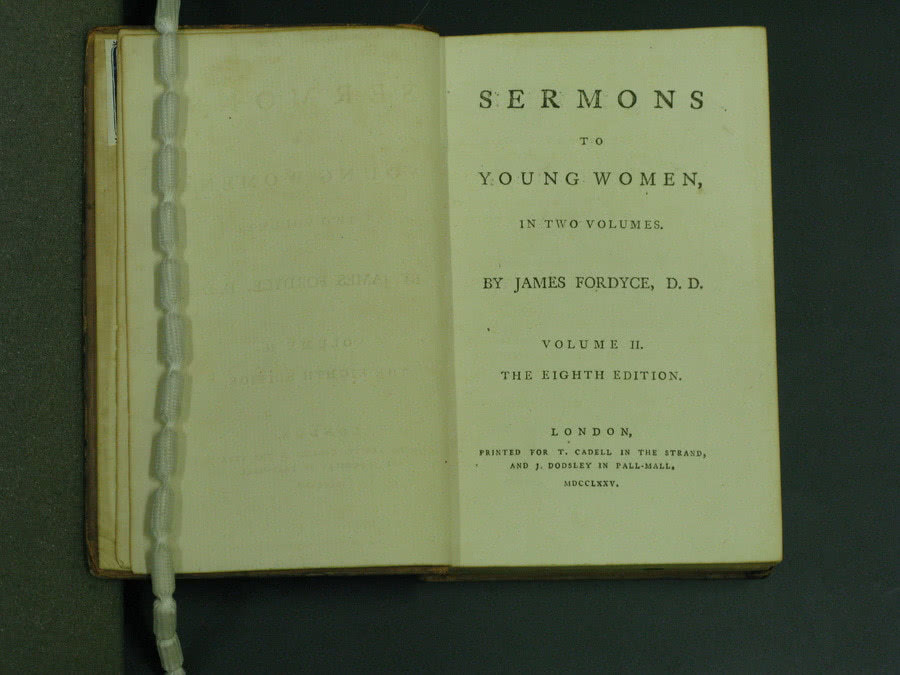 SERMONS
TO
YOUNG WOMEN,
IN TWO VOLUMES.
BY JAMES FORDYCE, D. D.
VOLUME II.
THE EIGHTH EDITION.
LONDON,
PRINTED FOR T. CADELL IN THE STRAND,
AND J. DODSLEY IN PALL-MALL.
MDCCLXXV.